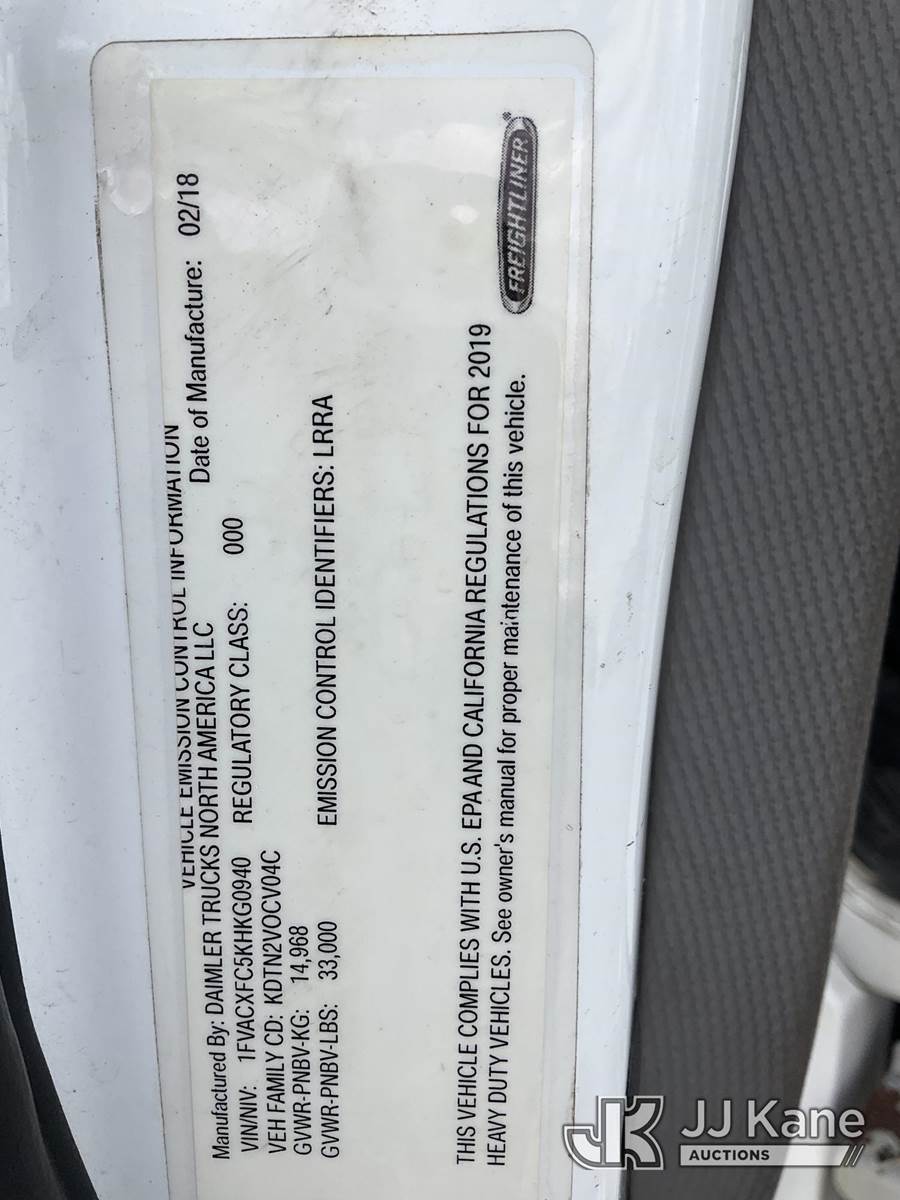 VEHICLE EMISSION CONTROL INFORMATION
Manufactured By: DAIMLER TRUCKS NORTH AMERICA LLC Date of Manufacture: 02/18
VIN/NIV: 1FVACXFC5KHKG0940 REGULATORY CLASS: 000
VEH FAMILY CD: KDTN2VOCV04C
GVWR-PNBV-KG: 14,968
GVWR-PNBV-LBS: 33,000 EMISSION CONTROL IDENTIFIERS: LRRA
THIS VEHICLE COMPLIES WITH U.S. EPA AND CALIFORNIA REGULATIONS FOR 2019
HEAVY DUTY VEHICLES. See owner's manual for proper maintenance of this vehicle.
FREIGHTLINER
JK JJ Kane
AUCTIONS